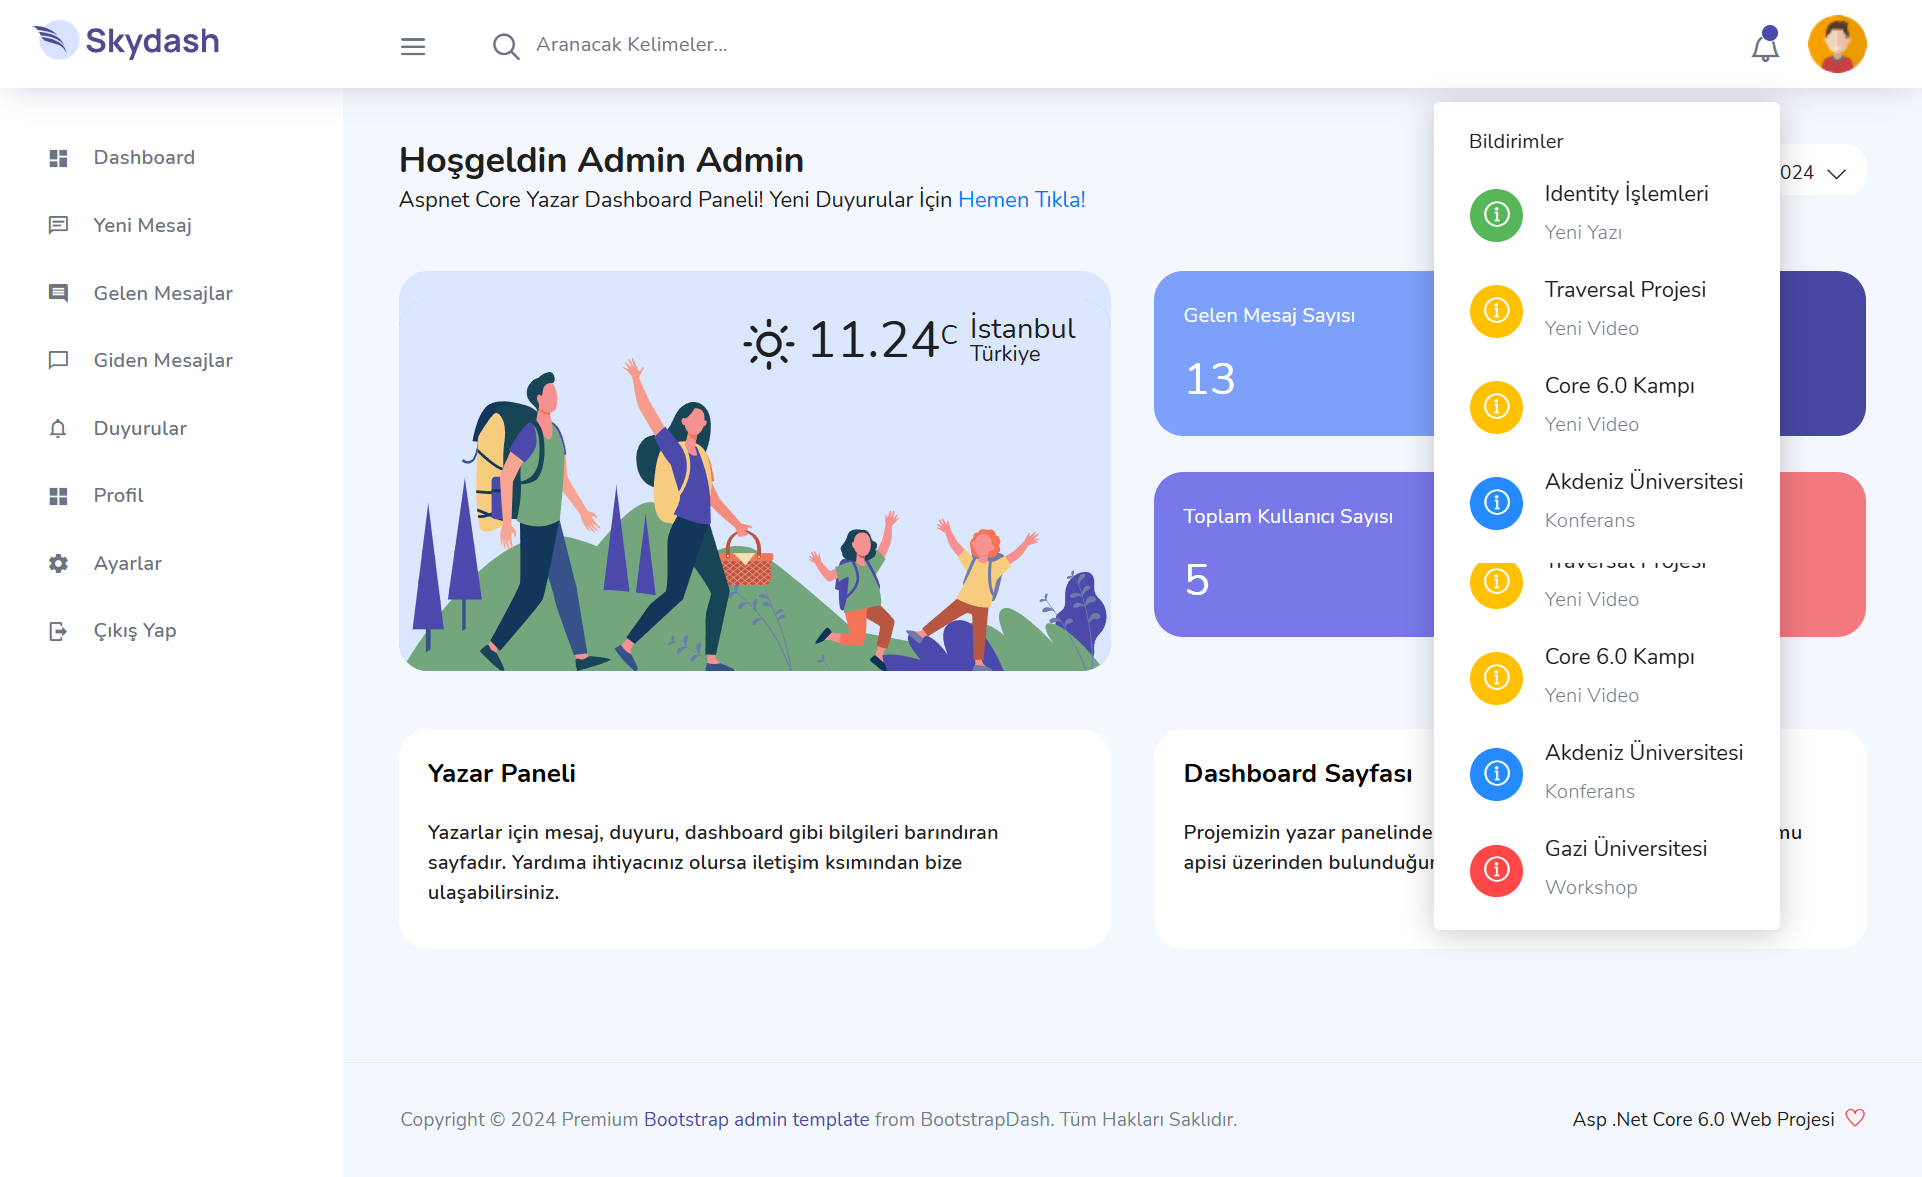 Skydash
Aranacak Kelimeler...
Dashboard
Yeni Mesaj
Gelen Mesajlar
Giden Mesajlar
Duyurular
Profil
Ayarlar
Çıkış Yap
Hoşgeldin Admin Admin
Aspnet Core Yazar Dashboard Paneli! Yeni Duyurular İçin Hemen Tıkla!
024
11.24 C
İstanbul
Türkiye
Gelen Mesaj Sayısı
13
Toplam Kullanıcı Sayısı
5
Bildirimler
Identity İşlemleri
Yeni Yazı
Traversal Projesi
Yeni Video
Core 6.0 Kampı
Yeni Video
Akdeniz Üniversitesi
Konferans
Traversal Projesi
Yeni Video
Core 6.0 Kampı
Yeni Video
Akdeniz Üniversitesi
Konferans
Gazi Üniversitesi
Workshop
Yazar Paneli
Yazarlar için mesaj, duyuru, dashboard gibi bilgileri barındıran
sayfadır. Yardıma ihtiyacınız olursa iletişim ksımından bize
ulaşabilirsiniz.
Dashboard Sayfası
Projemizin yazar panelinde
apisi üzerinden
Copyright © 2024 Premium Bootstrap admin template from BootstrapDash. Tüm Hakları Saklıdır.
Asp .Net Core 6.0 Web Projesi